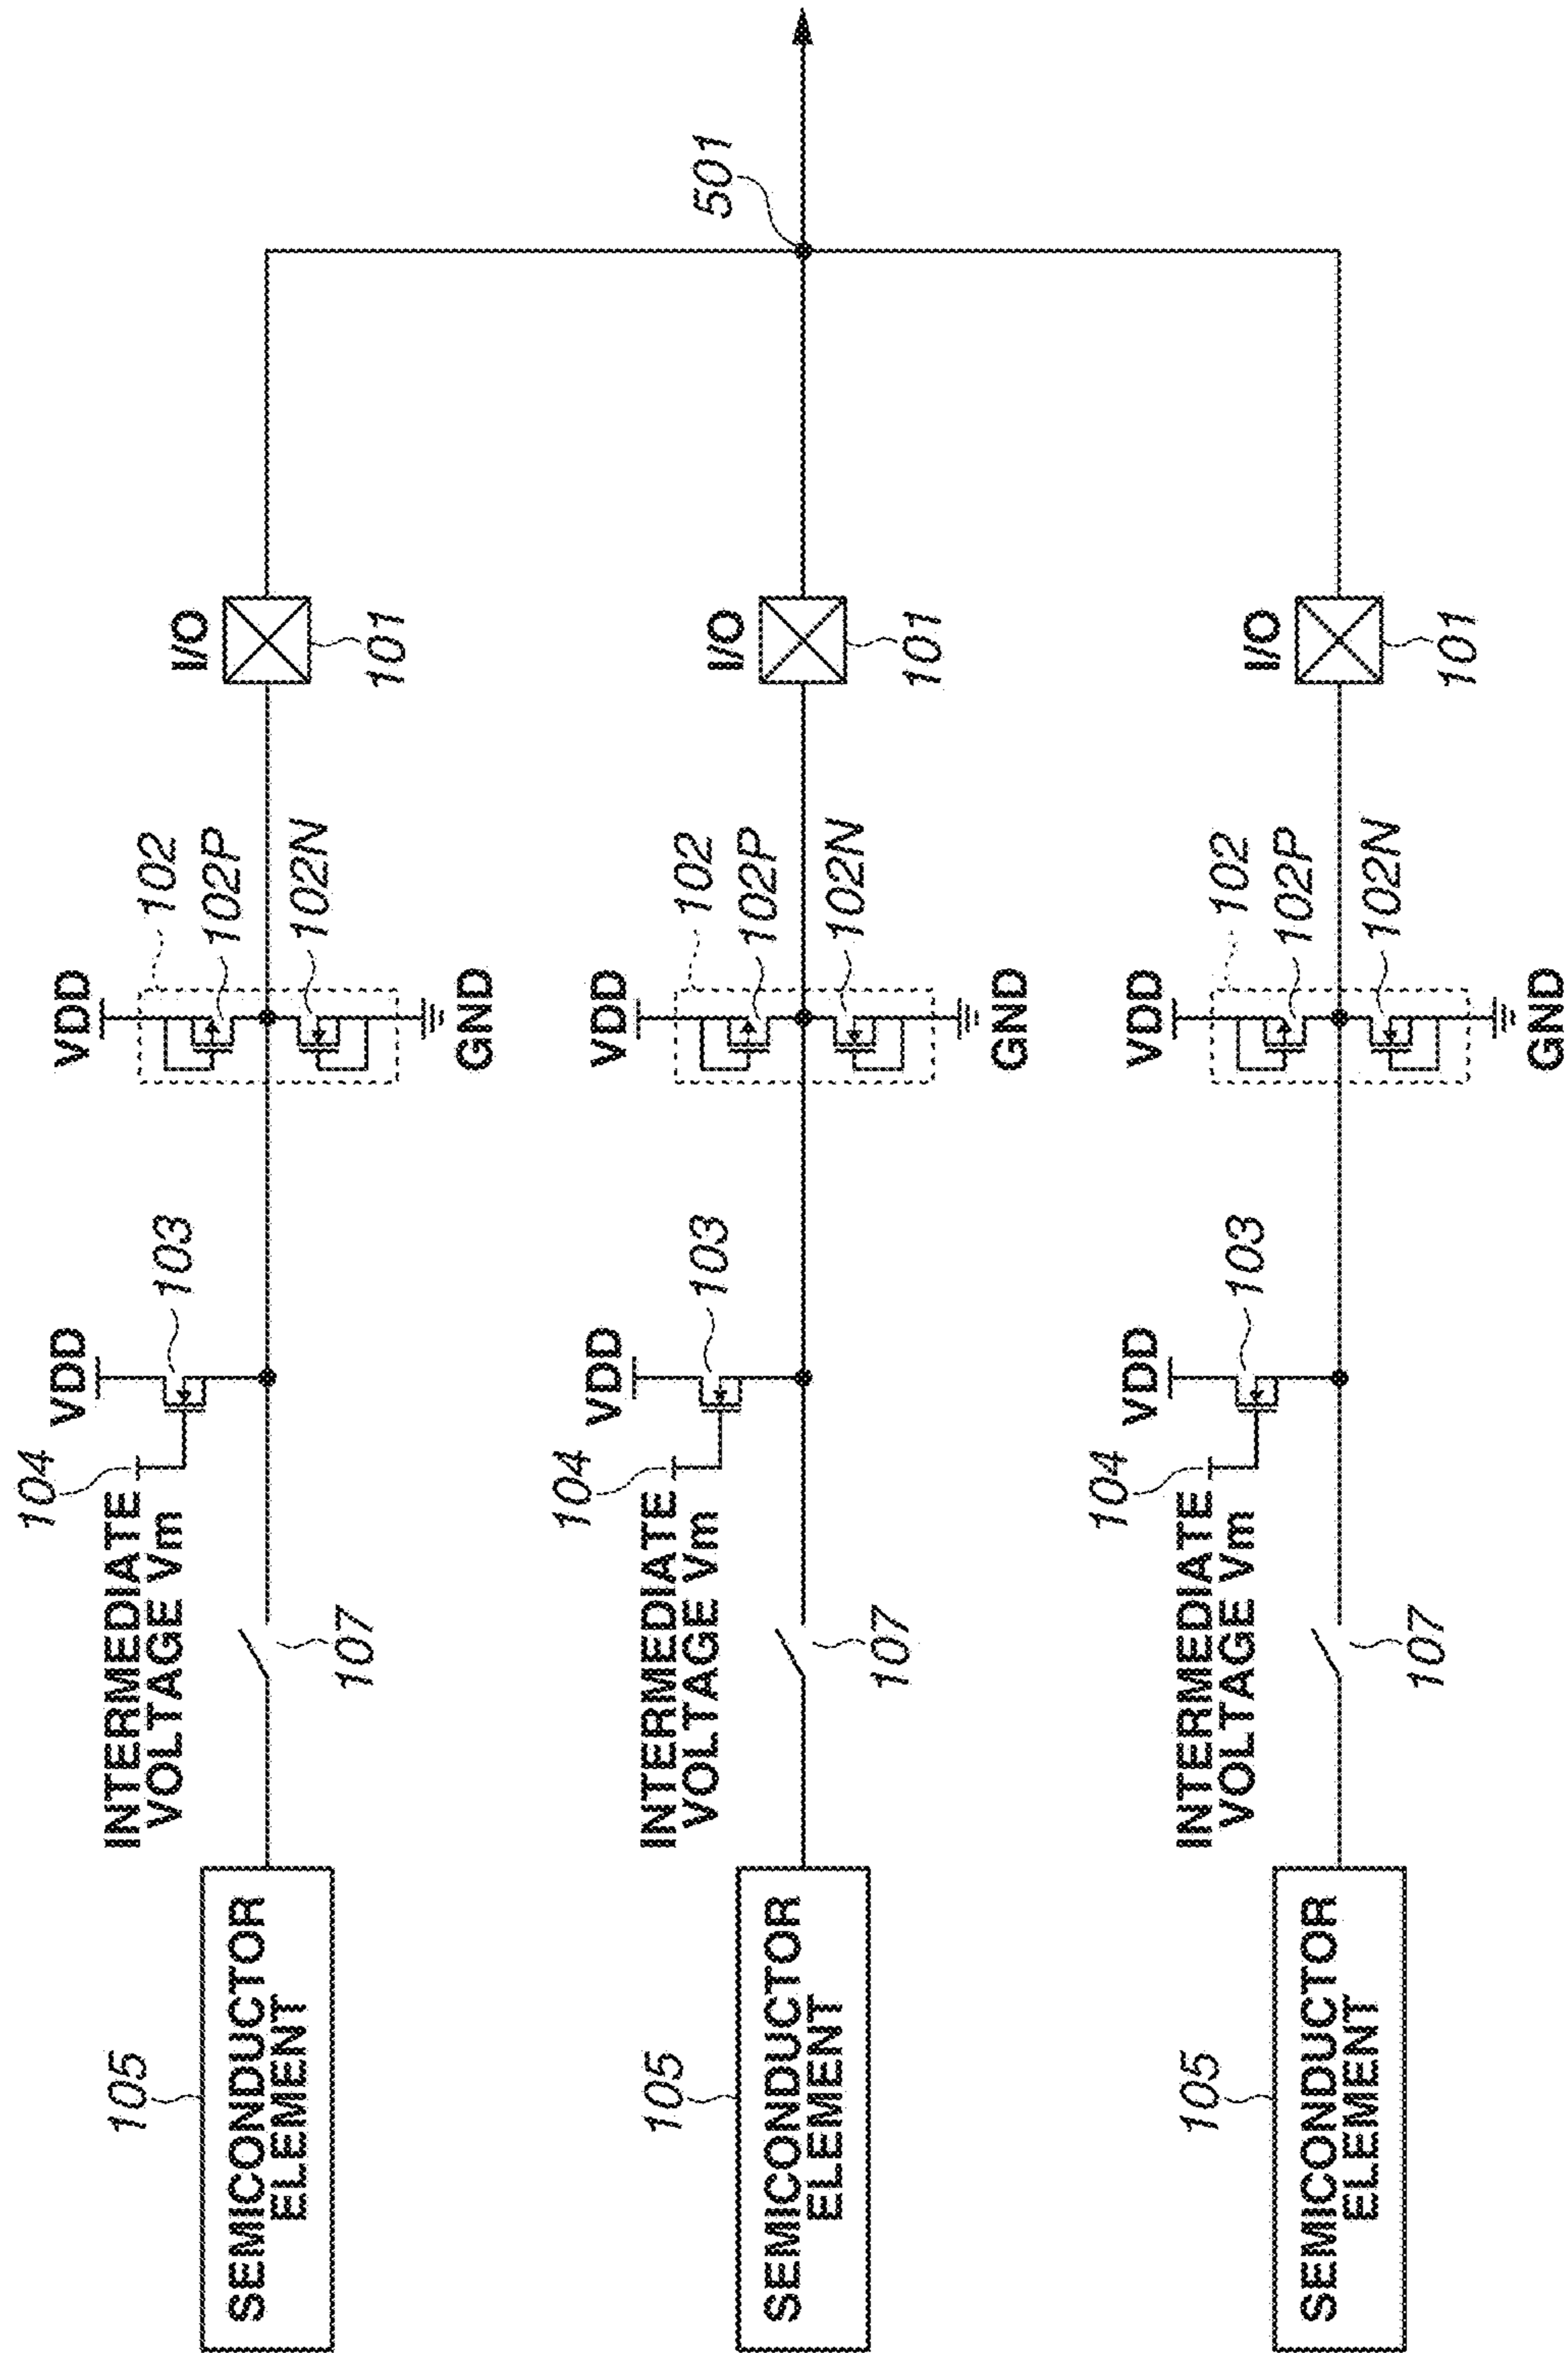 104
VDD
103
VDD
102
102P
102N
GND
I/O
101
INTERMEDIATE
VOLTAGE Vm
107
105
SEMICONDUCTOR
ELEMENT
501
104
VDD
103
VDD
102
102P
102N
GND
I/O
101
INTERMEDIATE
VOLTAGE Vm
107
105
SEMICONDUCTOR
ELEMENT
104
VDD
103
VDD
102
102P
102N
GND
I/O
101
INTERMEDIATE
VOLTAGE Vm
107
105
SEMICONDUCTOR
ELEMENT